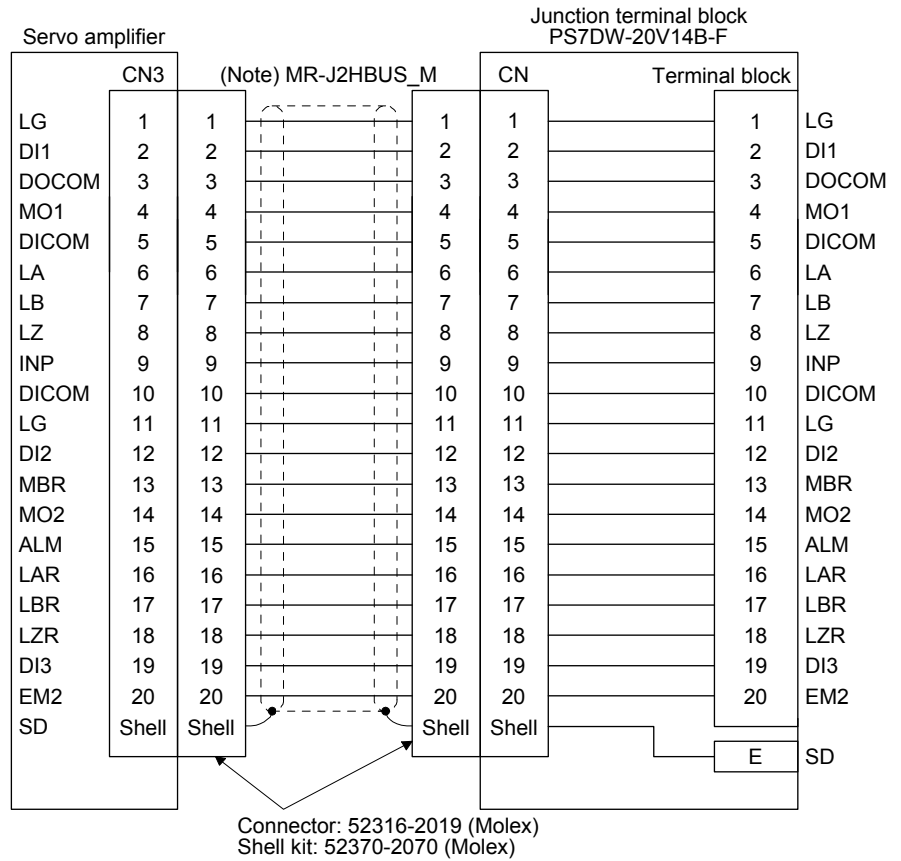 Junction terminal block
Servo amplifier PS7DW-20V14B-F
CN3 (Note) MR-J2HBUS_M CN Terminal block
LG 1 1 1 1 1 LG
DI1 2 2 2 2 2 DI1
DOCOM 3 3 3 3 3 DOCOM
MO1 4 4 4 4 4 MO1
DICOM 5 5 5 5 5 DICOM
LA 6 6 6 6 6 LA
LB 7 7 7 7 7 LB
LZ 8 8 8 8 8 LZ
INP 9 9 9 9 9 INP
DICOM 10 10 10 10 10 DICOM
LG 11 11 11 11 11 LG
DI2 12 12 12 12 12 DI2
MBR 13 13 13 13 13 MBR
MO2 14 14 14 14 14 MO2
ALM 15 15 15 15 15 ALM
LAR 16 16 16 16 16 LAR
LBR 17 17 17 17 17 LBR
LZR 18 18 18 18 18 LZR
DI3 19 19 19 19 19 DI3
EM2 20 20 20 20 20 EM2
SD Shell Shell Shell Shell
E SD
Connector: 52316-2019 (Molex)
Shell kit: 52370-2070 (Molex)